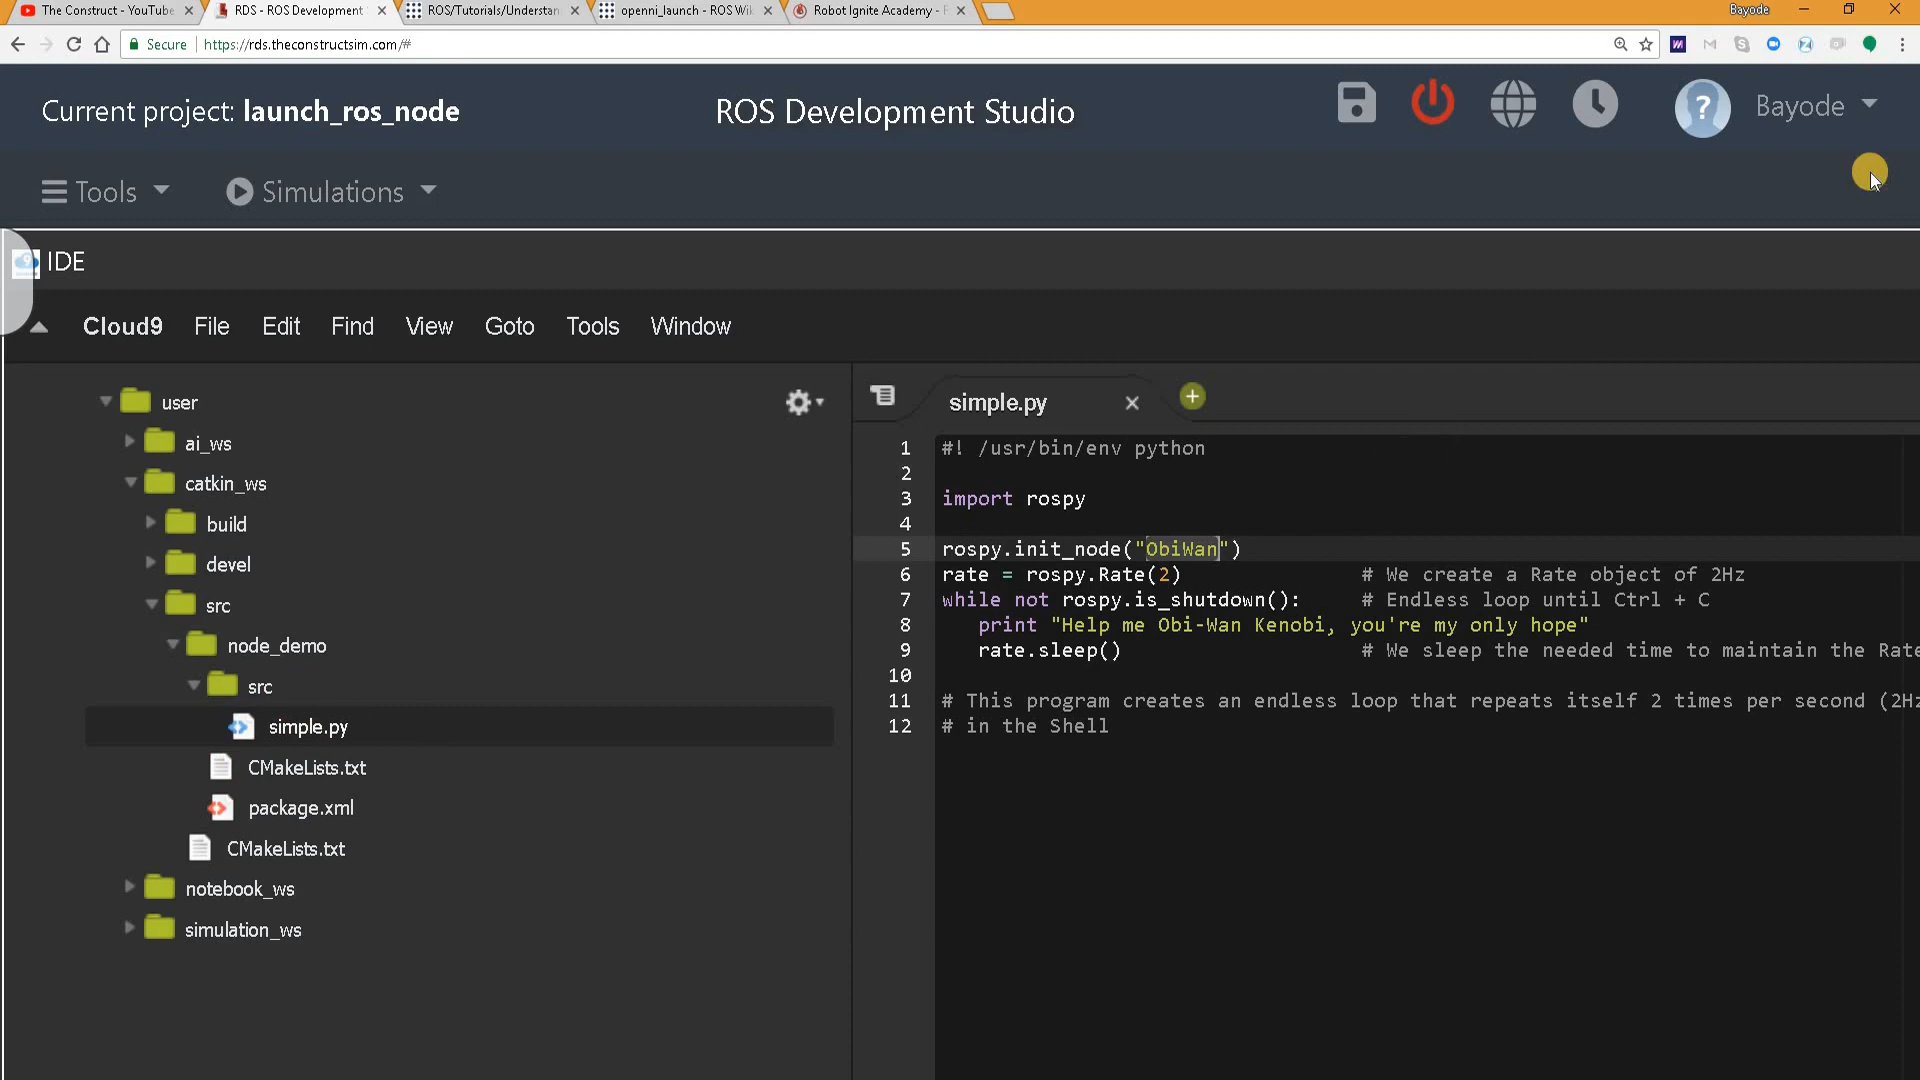 The Construct - YouTube
RDS - ROS Development
ROS/Tutorials/Understan
openni_launch - ROS Wik
Robot Ignite Academy -
Bayode
Secure
https://rds.theconstructsim.com/#
Current project: launch_ros_node
ROS Development Studio
Bayode
Tools
Simulations
IDE
Cloud9 File Edit Find View Goto Tools Window
user
ai_ws
catkin_ws
build
devel
src
node_demo
src
simple.py
CMakeLists.txt
package.xml
CMakeLists.txt
notebook_ws
simulation_ws
simple.py
1 #! /usr/bin/env python
2
3 import rospy
4
5 rospy.init_node("ObiWan")
6 rate = rospy.Rate(2) # We create a Rate object of 2Hz
7 while not rospy.is_shutdown(): # Endless loop until Ctrl + C
8 print "Help me Obi-Wan Kenobi, you're my only hope"
9 rate.sleep() # We sleep the needed time to maintain the Rate
10
11 # This program creates an endless loop that repeats itself 2 times per second (2Hz
12 # in the Shell